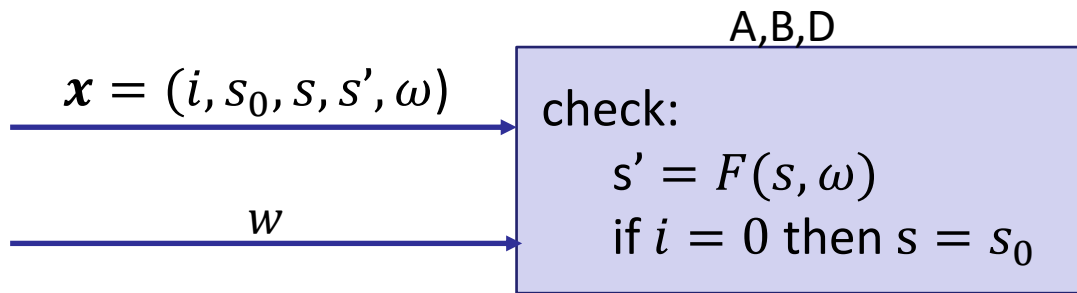 A,B,D
𝒙 = (i, s₀, s, s’, ω)
check:
s’ = F(s, ω)
w
if i = 0 then s = s₀